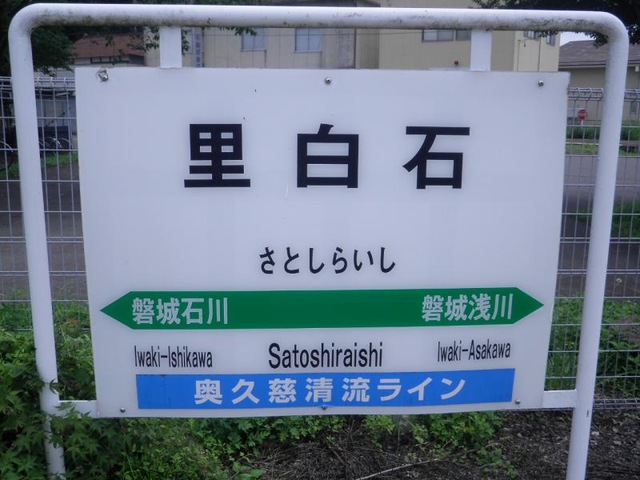 里白石
さとしらいし
磐城石川 磐城浅川
Iwaki-Ishikawa Satoshiraishi Iwaki-Asakawa
奥久慈清流ライン